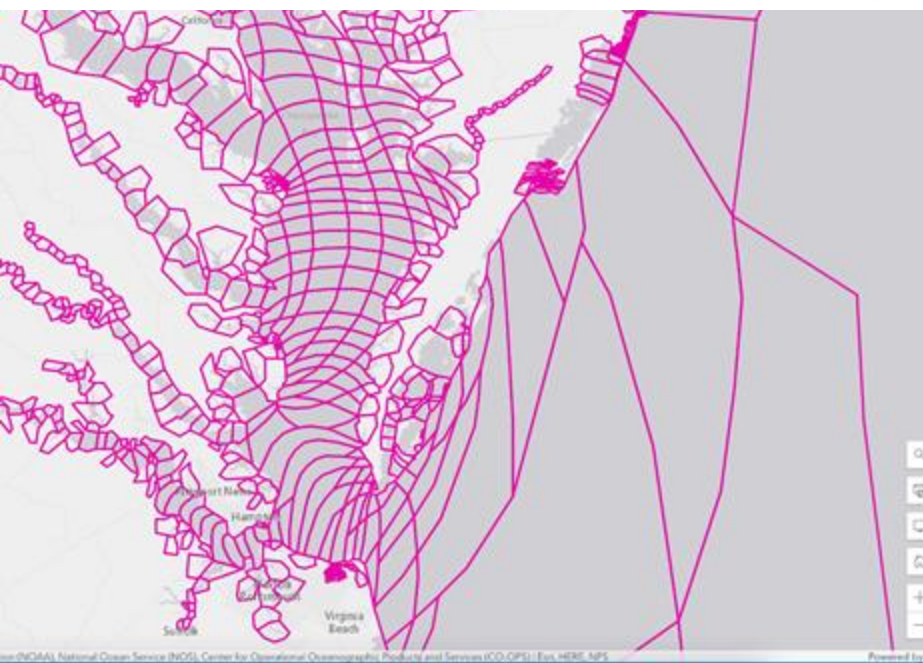 California
Newport News
Hampton
Virginia
Beach
Suffolk
(NOAA), National Ocean Service (NOS), Center for Operational Oceanographic Products and Services (CO-OPS) | Esri, HERE, NPS
Powered by